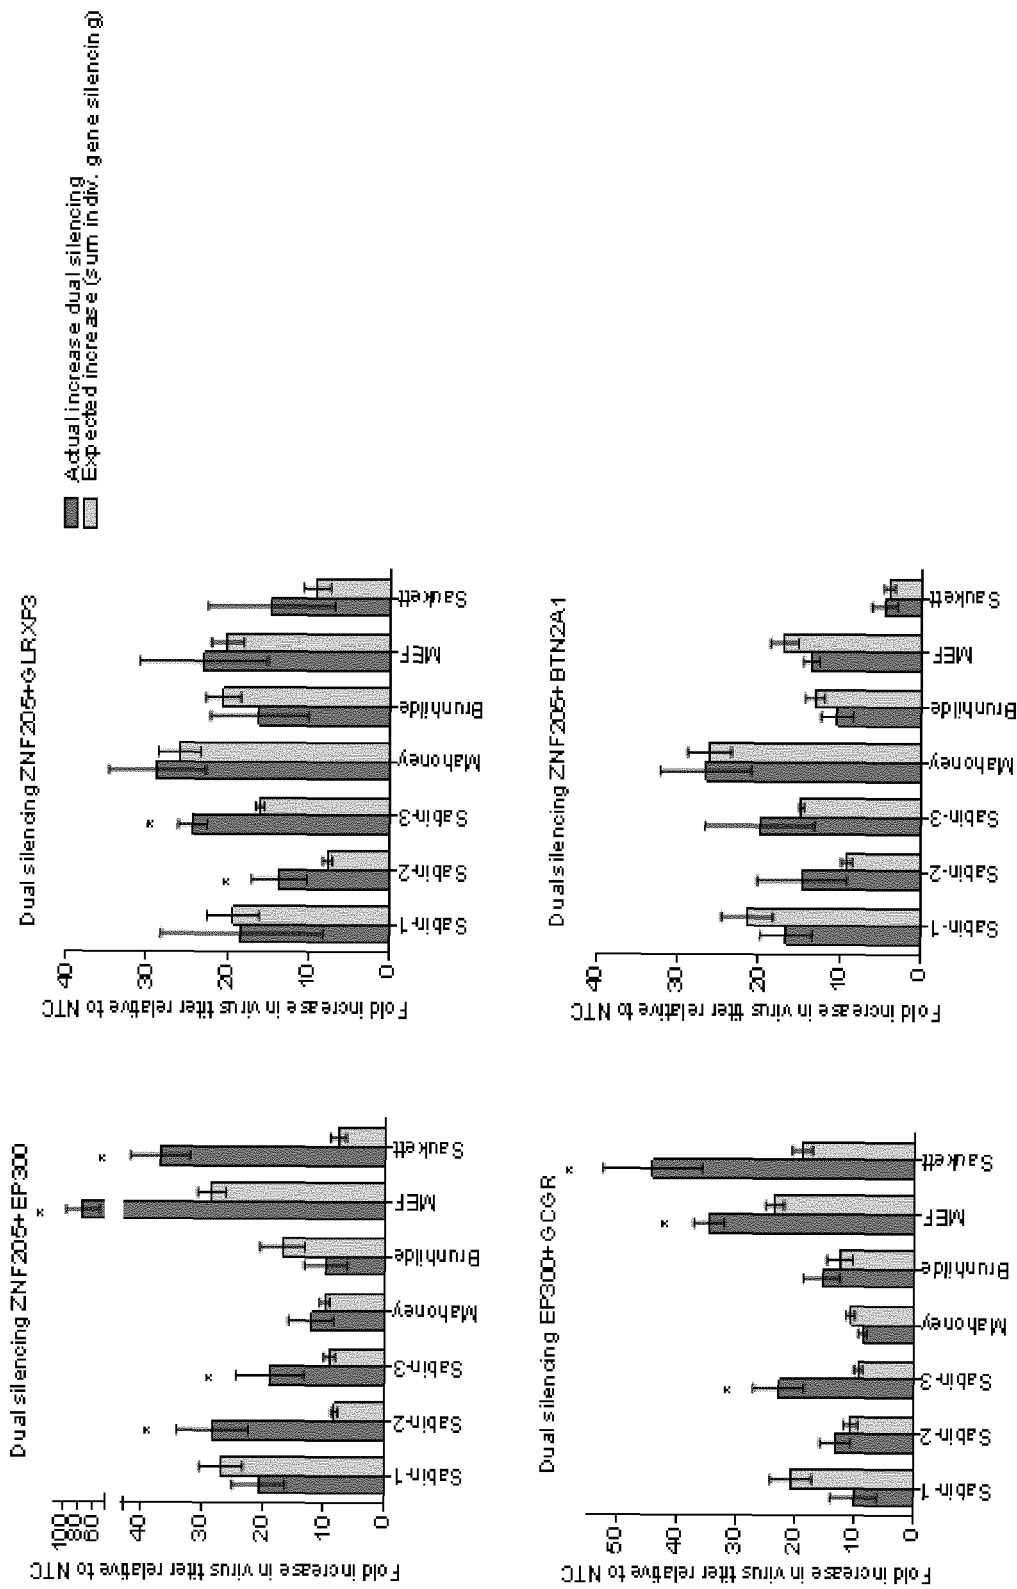 Actual increase dual silencing
Expected increase (sum indiv. gene silencing)
Dual silencing ZNF205+EP300
Fold increase in virus titer relative to NTC
100
80
60
40
30
20
10
0
Sabin-1
Sabin-2
Sabin-3
Mahoney
Brunhilde
MEF
Saukett
*
*
*
*
Dual silencing ZNF205+GLRXP3
Fold increase in virus titer relative to NTC
40
30
20
10
0
Sabin-1
Sabin-2
Sabin-3
Mahoney
Brunhilde
MEF
Saukett
*
*
Dual silencing EP300+GCGR
Fold increase in virus titer relative to NTC
50
40
30
20
10
0
Sabin-1
Sabin-2
Sabin-3
Mahoney
Brunhilde
MEF
Saukett
*
*
*
Dual silencing ZNF205+BTN2A1
Fold increase in virus titer relative to NTC
40
30
20
10
0
Sabin-1
Sabin-2
Sabin-3
Mahoney
Brunhilde
MEF
Saukett